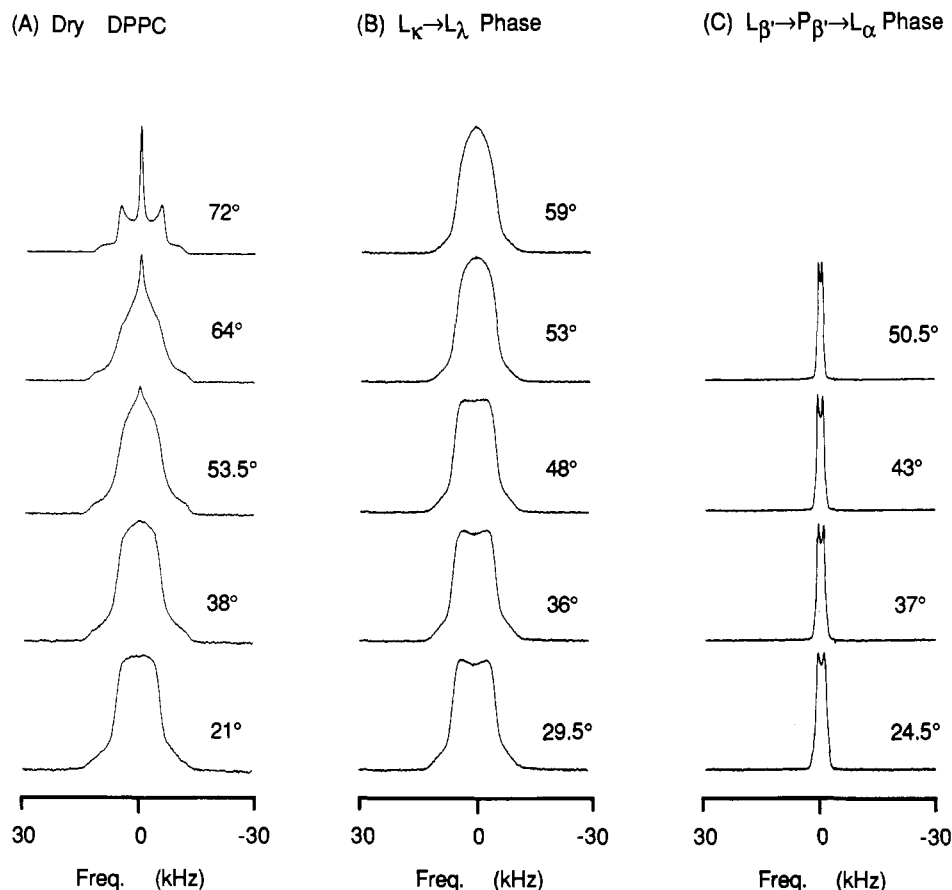 (A) Dry DPPC
72°
64°
53.5°
38°
21°
30 0 -30
Freq. (kHz)
(B) Lκ→Lλ Phase
59°
53°
48°
36°
29.5°
30 0 -30
Freq. (kHz)
(C) Lβ'→Pβ'→Lα Phase
50.5°
43°
37°
24.5°
30 0 -30
Freq. (kHz)